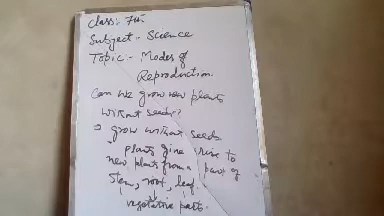 Class:- 7th.
Subject:- Science
Topic:- Modes of
Reproduction.
Can we grow new plants
without seeds?
grow without seeds
plants give rise to
new plants from a part of
stem, root, leaf.
vegetative parts.